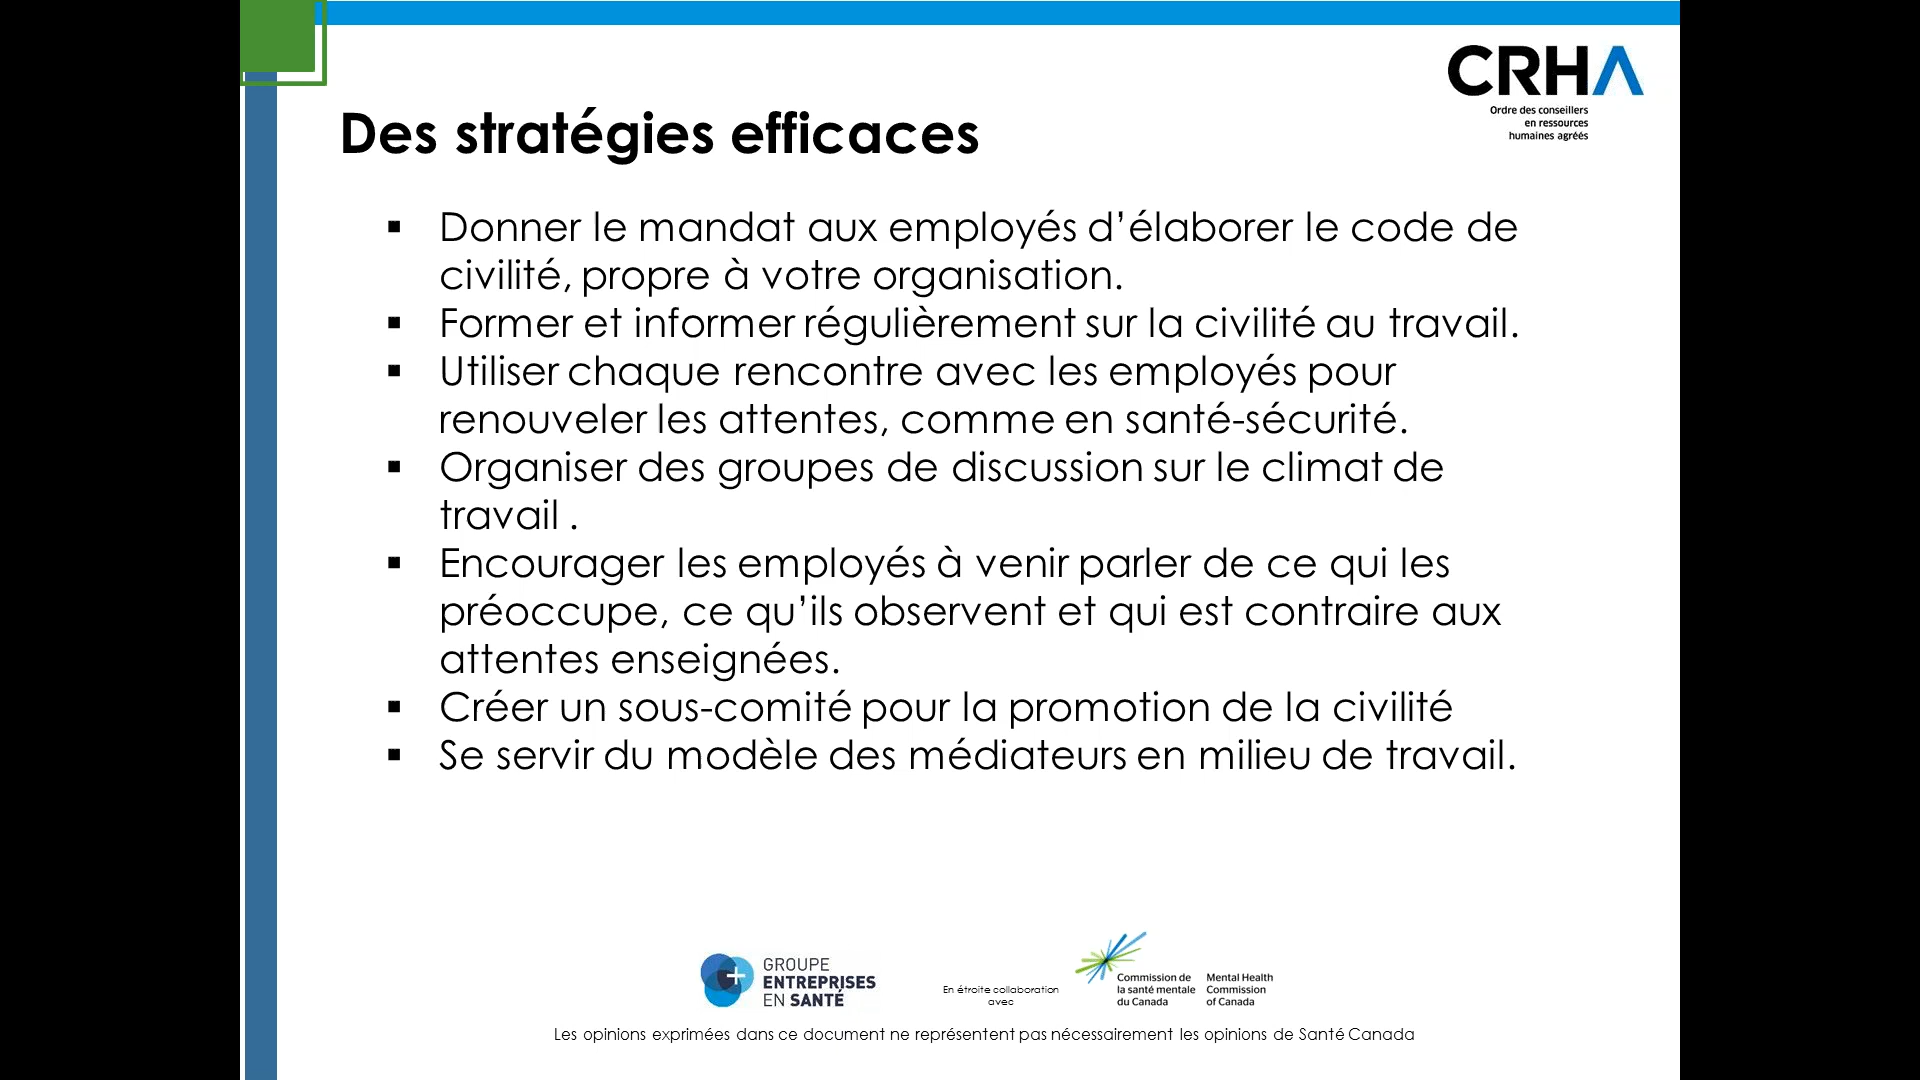 CRHA
Ordre des conseillers
en ressources
humaines agréés
Des stratégies efficaces
▪ Donner le mandat aux employés d’élaborer le code de
civilité, propre à votre organisation.
▪ Former et informer régulièrement sur la civilité au travail.
▪ Utiliser chaque rencontre avec les employés pour
renouveler les attentes, comme en santé-sécurité.
▪ Organiser des groupes de discussion sur le climat de
travail .
▪ Encourager les employés à venir parler de ce qui les
préoccupe, ce qu’ils observent et qui est contraire aux
attentes enseignées.
▪ Créer un sous-comité pour la promotion de la civilité
▪ Se servir du modèle des médiateurs en milieu de travail.
GROUPE
ENTREPRISES
EN SANTÉ
En étroite collaboration
avec
Commission de
la santé mentale
du Canada
Mental Health
Commission
of Canada
Les opinions exprimées dans ce document ne représentent pas nécessairement les opinions de Santé Canada